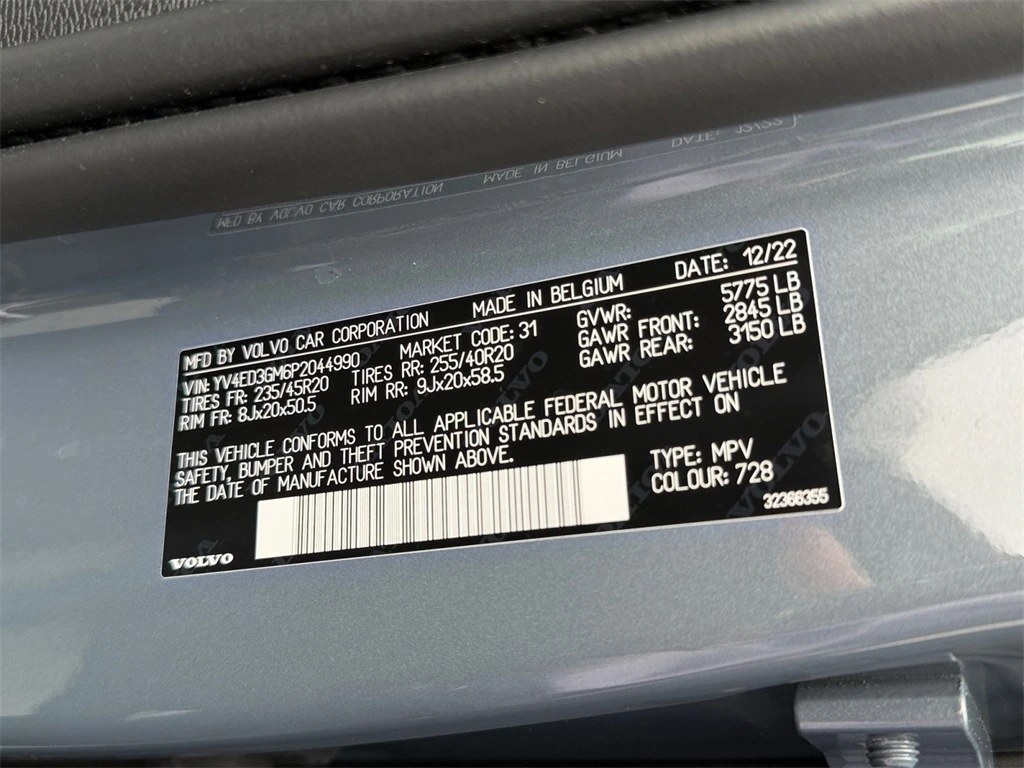 MFD BY VOLVO CAR CORPORATION MADE IN BELGIUM DATE: 12/22
VIN: YV4ED3GM6P2044990 MARKET CODE: 31 GVWR: 5775 LB
TIRES FR: 235/45R20 TIRES RR: 255/40R20 GAWR FRONT: 2845 LB
RIM FR: 8Jx20x50.5 RIM RR: 9Jx20x58.5 GAWR REAR: 3150 LB
THIS VEHICLE CONFORMS TO ALL APPLICABLE FEDERAL MOTOR VEHICLE
SAFETY, BUMPER AND THEFT PREVENTION STANDARDS IN EFFECT ON
THE DATE OF MANUFACTURE SHOWN ABOVE.
TYPE: MPV
COLOUR: 728
32366355
VOLVO